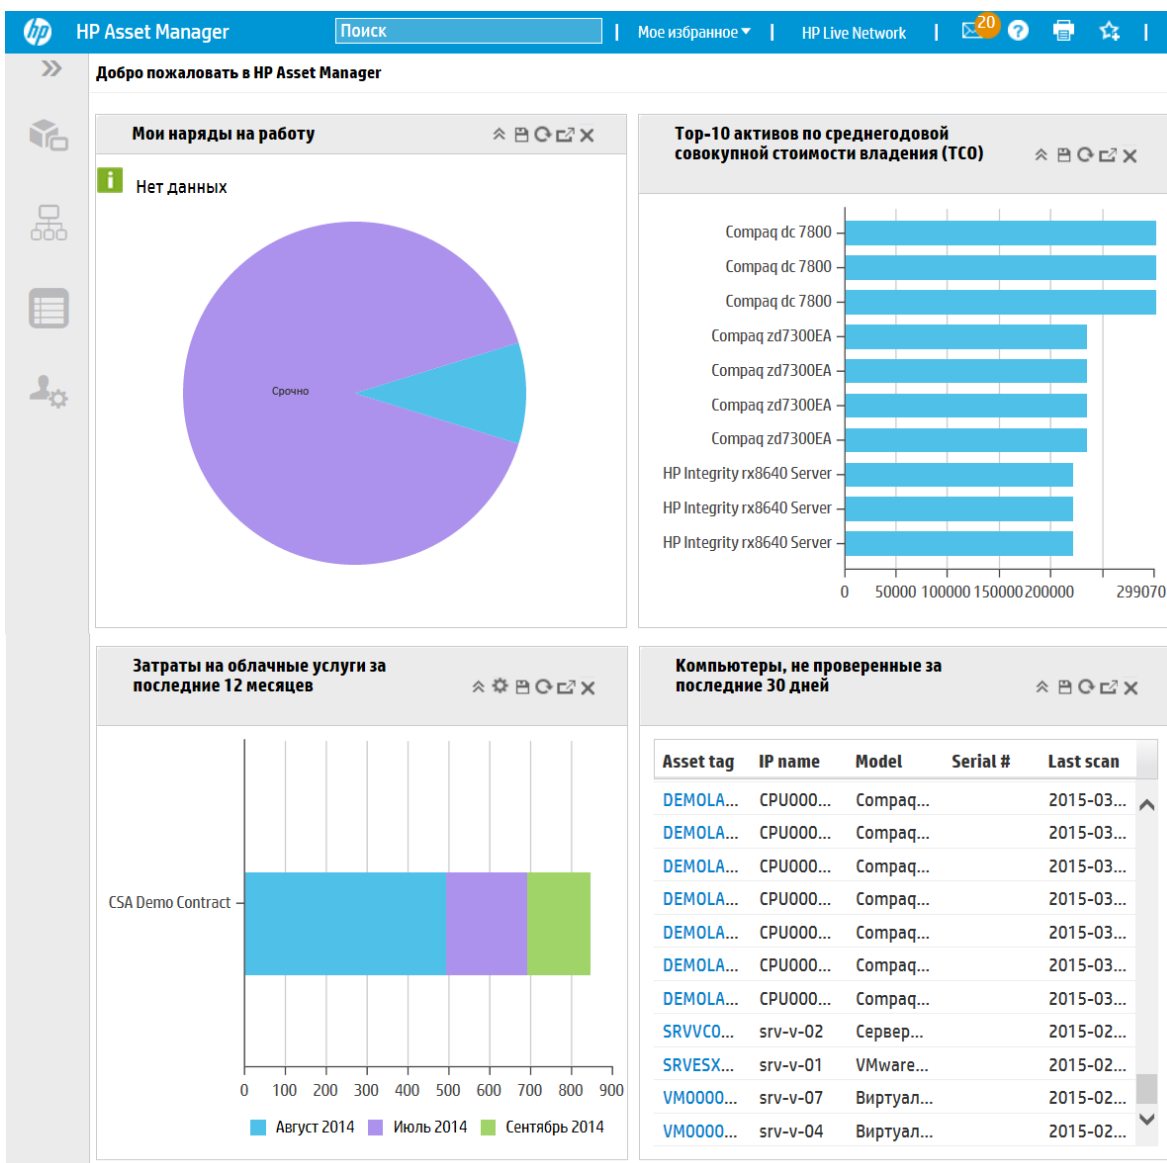 hp HP Asset Manager Поиск | Мое избранное ▼ | HP Live Network | 20 ? |
Добро пожаловать в HP Asset Manager
Мои наряды на работу
i Нет данных
Срочно
Top-10 активов по среднегодовой
совокупной стоимости владения (TCO)
Compaq dc 7800
Compaq dc 7800
Compaq dc 7800
Compaq zd7300EA
Compaq zd7300EA
Compaq zd7300EA
Compaq zd7300EA
HP Integrity rx8640 Server
HP Integrity rx8640 Server
HP Integrity rx8640 Server
0 50000 100000 150000 200000 299070
Затраты на облачные услуги за
последние 12 месяцев
CSA Demo Contract
0 100 200 300 400 500 600 700 800 900
Август 2014 Июль 2014 Сентябрь 2014
Компьютеры, не проверенные за
последние 30 дней
Asset tag IP name Model Serial # Last scan
DEMOLA... CPU000... Compaq... 2015-03...
DEMOLA... CPU000... Compaq... 2015-03...
DEMOLA... CPU000... Compaq... 2015-03...
DEMOLA... CPU000... Compaq... 2015-03...
DEMOLA... CPU000... Compaq... 2015-03...
DEMOLA... CPU000... Compaq... 2015-03...
DEMOLA... CPU000... Compaq... 2015-03...
SRVVC0... srv-v-02 Сервер... 2015-02...
SRVESX... srv-v-01 VMware... 2015-02...
VM0000... srv-v-07 Виртуал... 2015-02...
VM0000... srv-v-04 Виртуал... 2015-02...